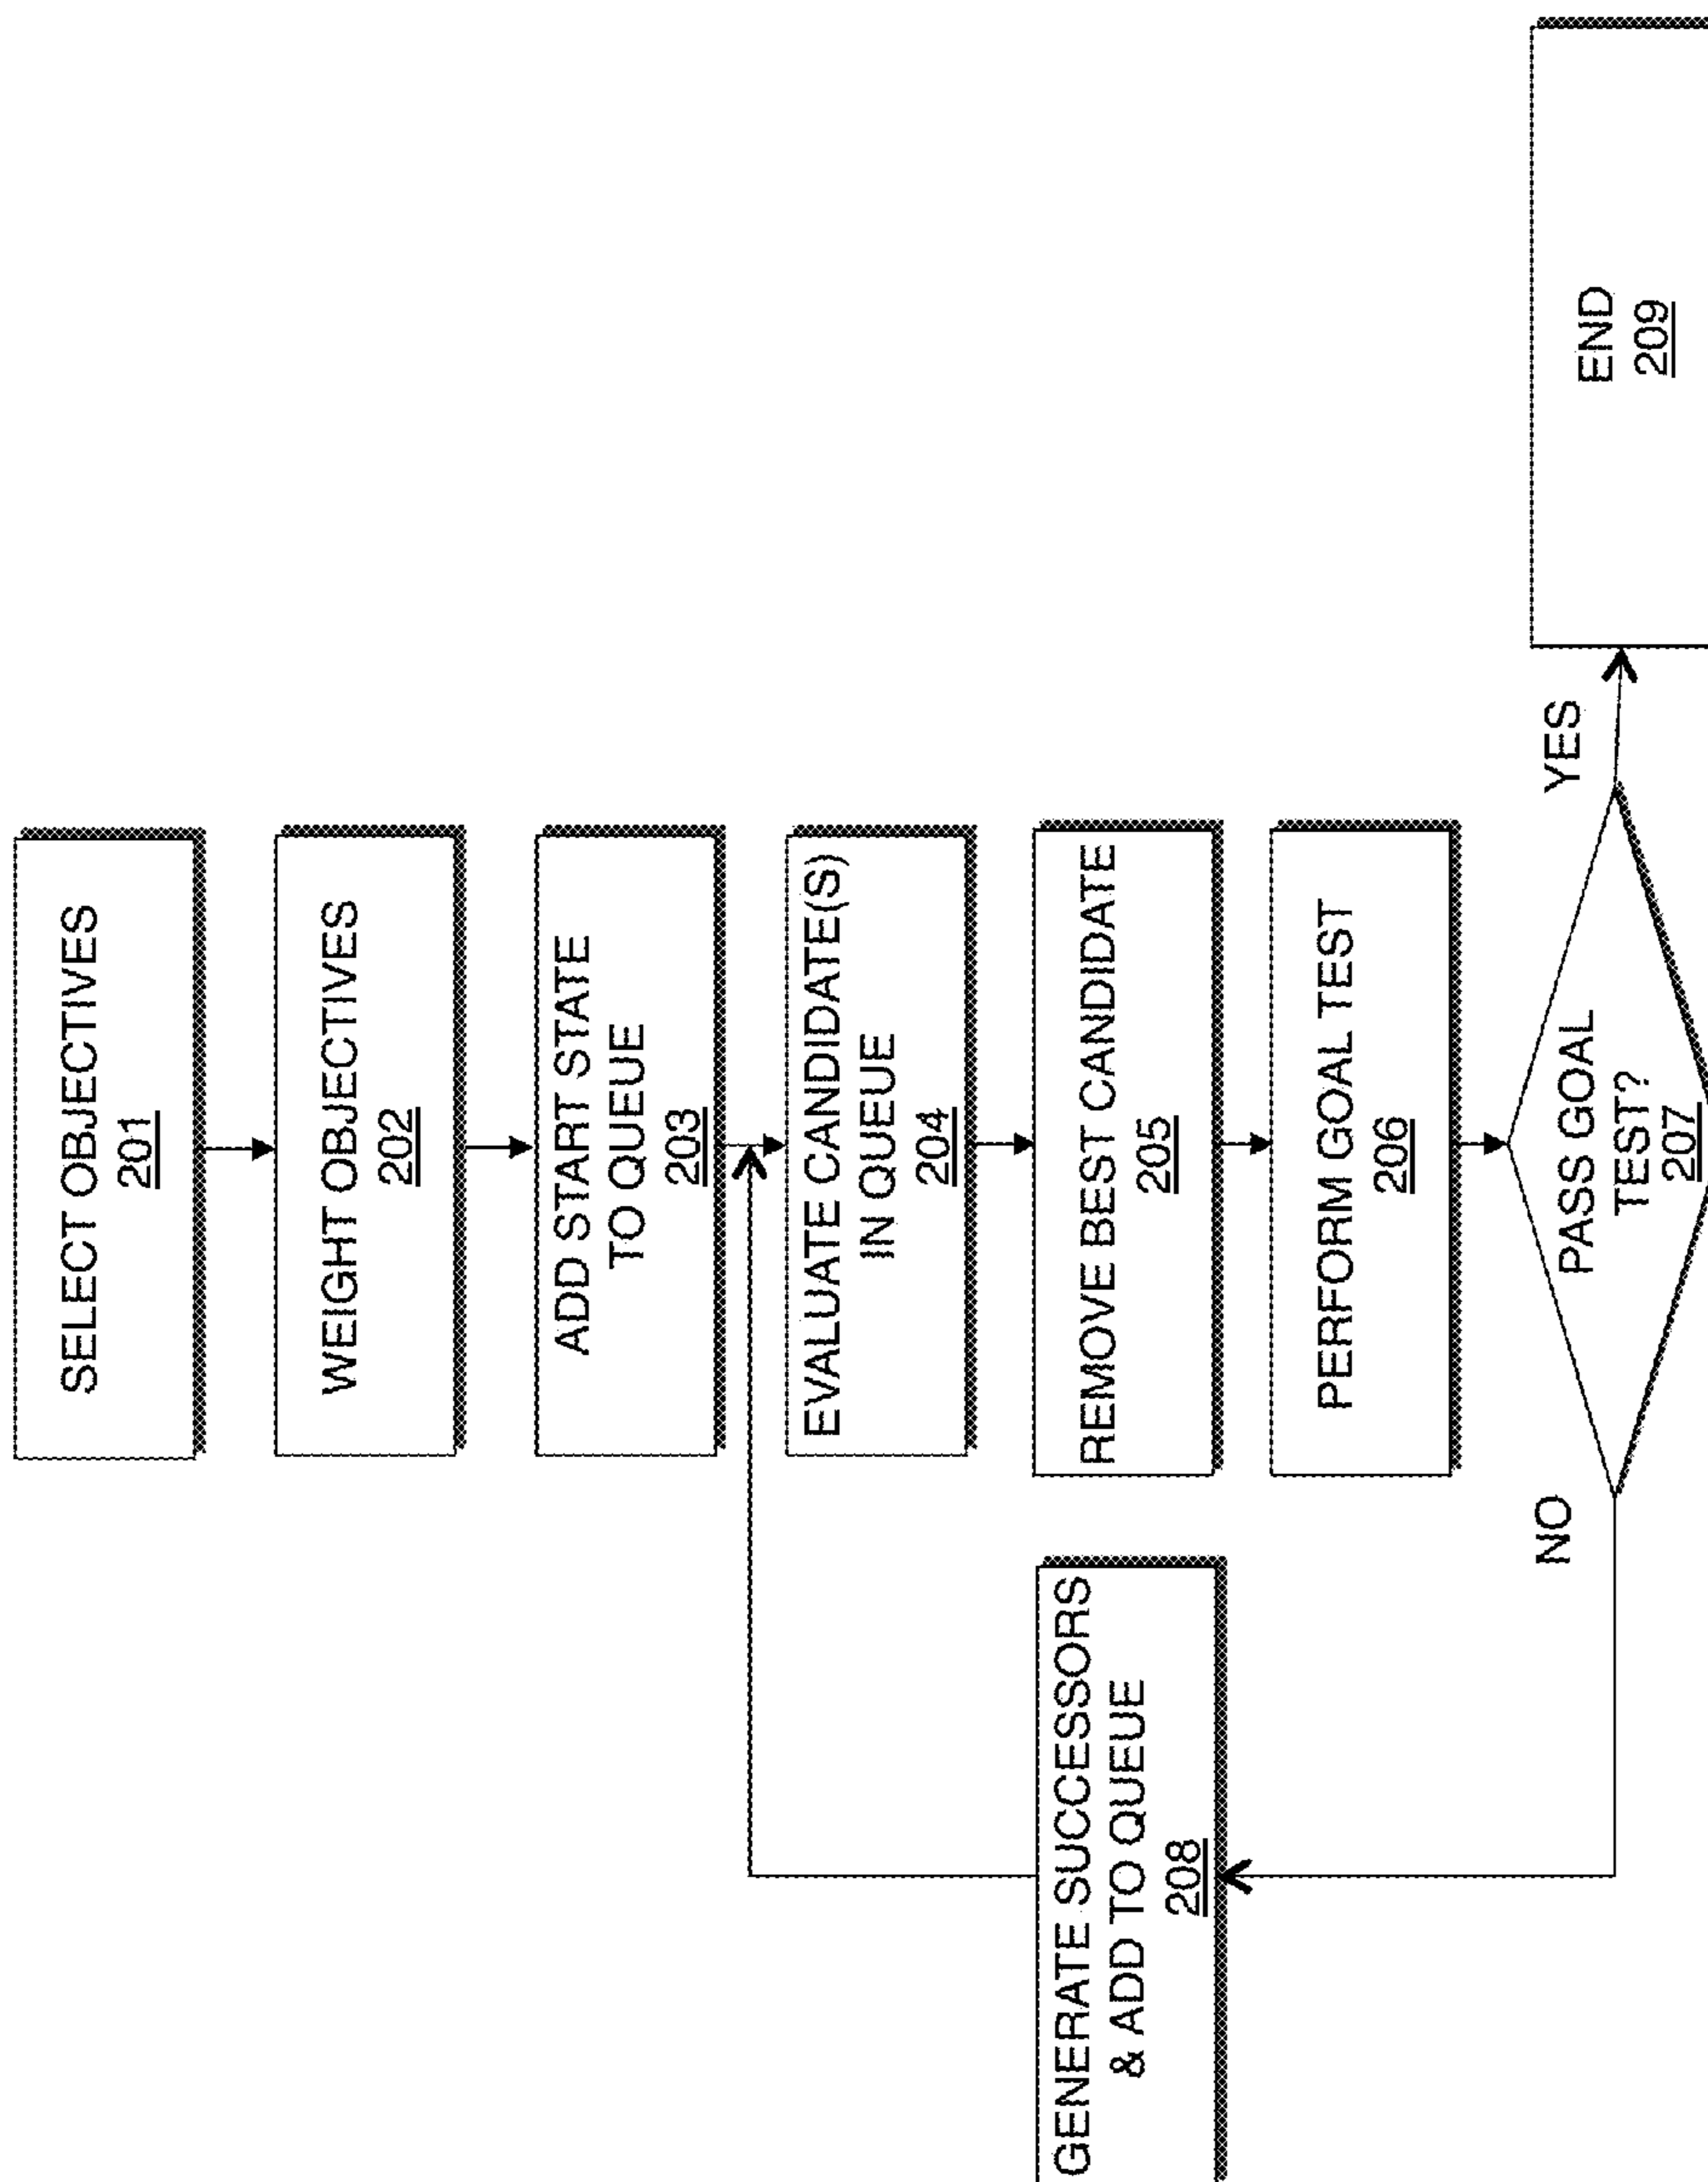 SELECT OBJECTIVES
201
WEIGHT OBJECTIVES
202
ADD START STATE
TO QUEUE
203
EVALUATE CANDIDATE(S)
IN QUEUE
204
REMOVE BEST CANDIDATE
205
PERFORM GOAL TEST
206
PASS GOAL
TEST?
207
NO
YES
GENERATE SUCCESSORS
& ADD TO QUEUE
208
END
209